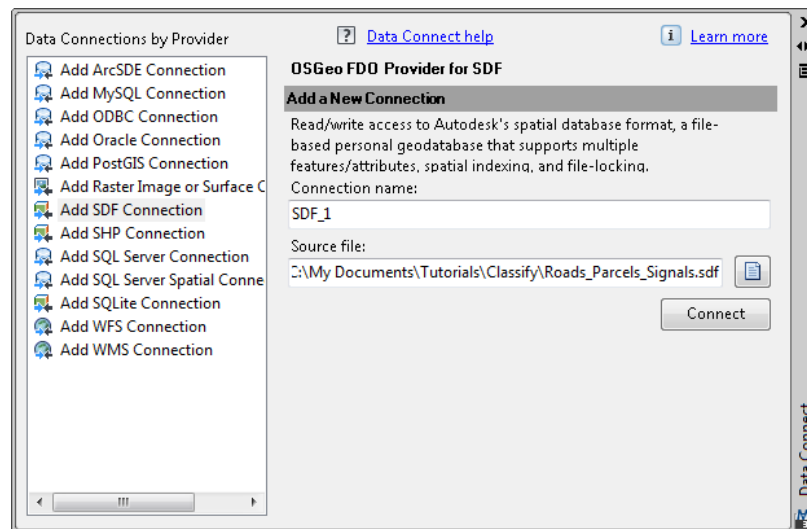 Data Connections by Provider
Add ArcSDE Connection
Add MySQL Connection
Add ODBC Connection
Add Oracle Connection
Add PostGIS Connection
Add Raster Image or Surface C
Add SDF Connection
Add SHP Connection
Add SQL Server Connection
Add SQL Server Spatial Conne
Add SQLite Connection
Add WFS Connection
Add WMS Connection
? Data Connect help
i Learn more
OSGeo FDO Provider for SDF
Add a New Connection
Read/write access to Autodesk's spatial database format, a file-
based personal geodatabase that supports multiple
features/attributes, spatial indexing, and file-locking.
Connection name:
SDF_1
Source file:
C:\My Documents\Tutorials\Classify\Roads_Parcels_Signals.sdf
Connect
Data Connect